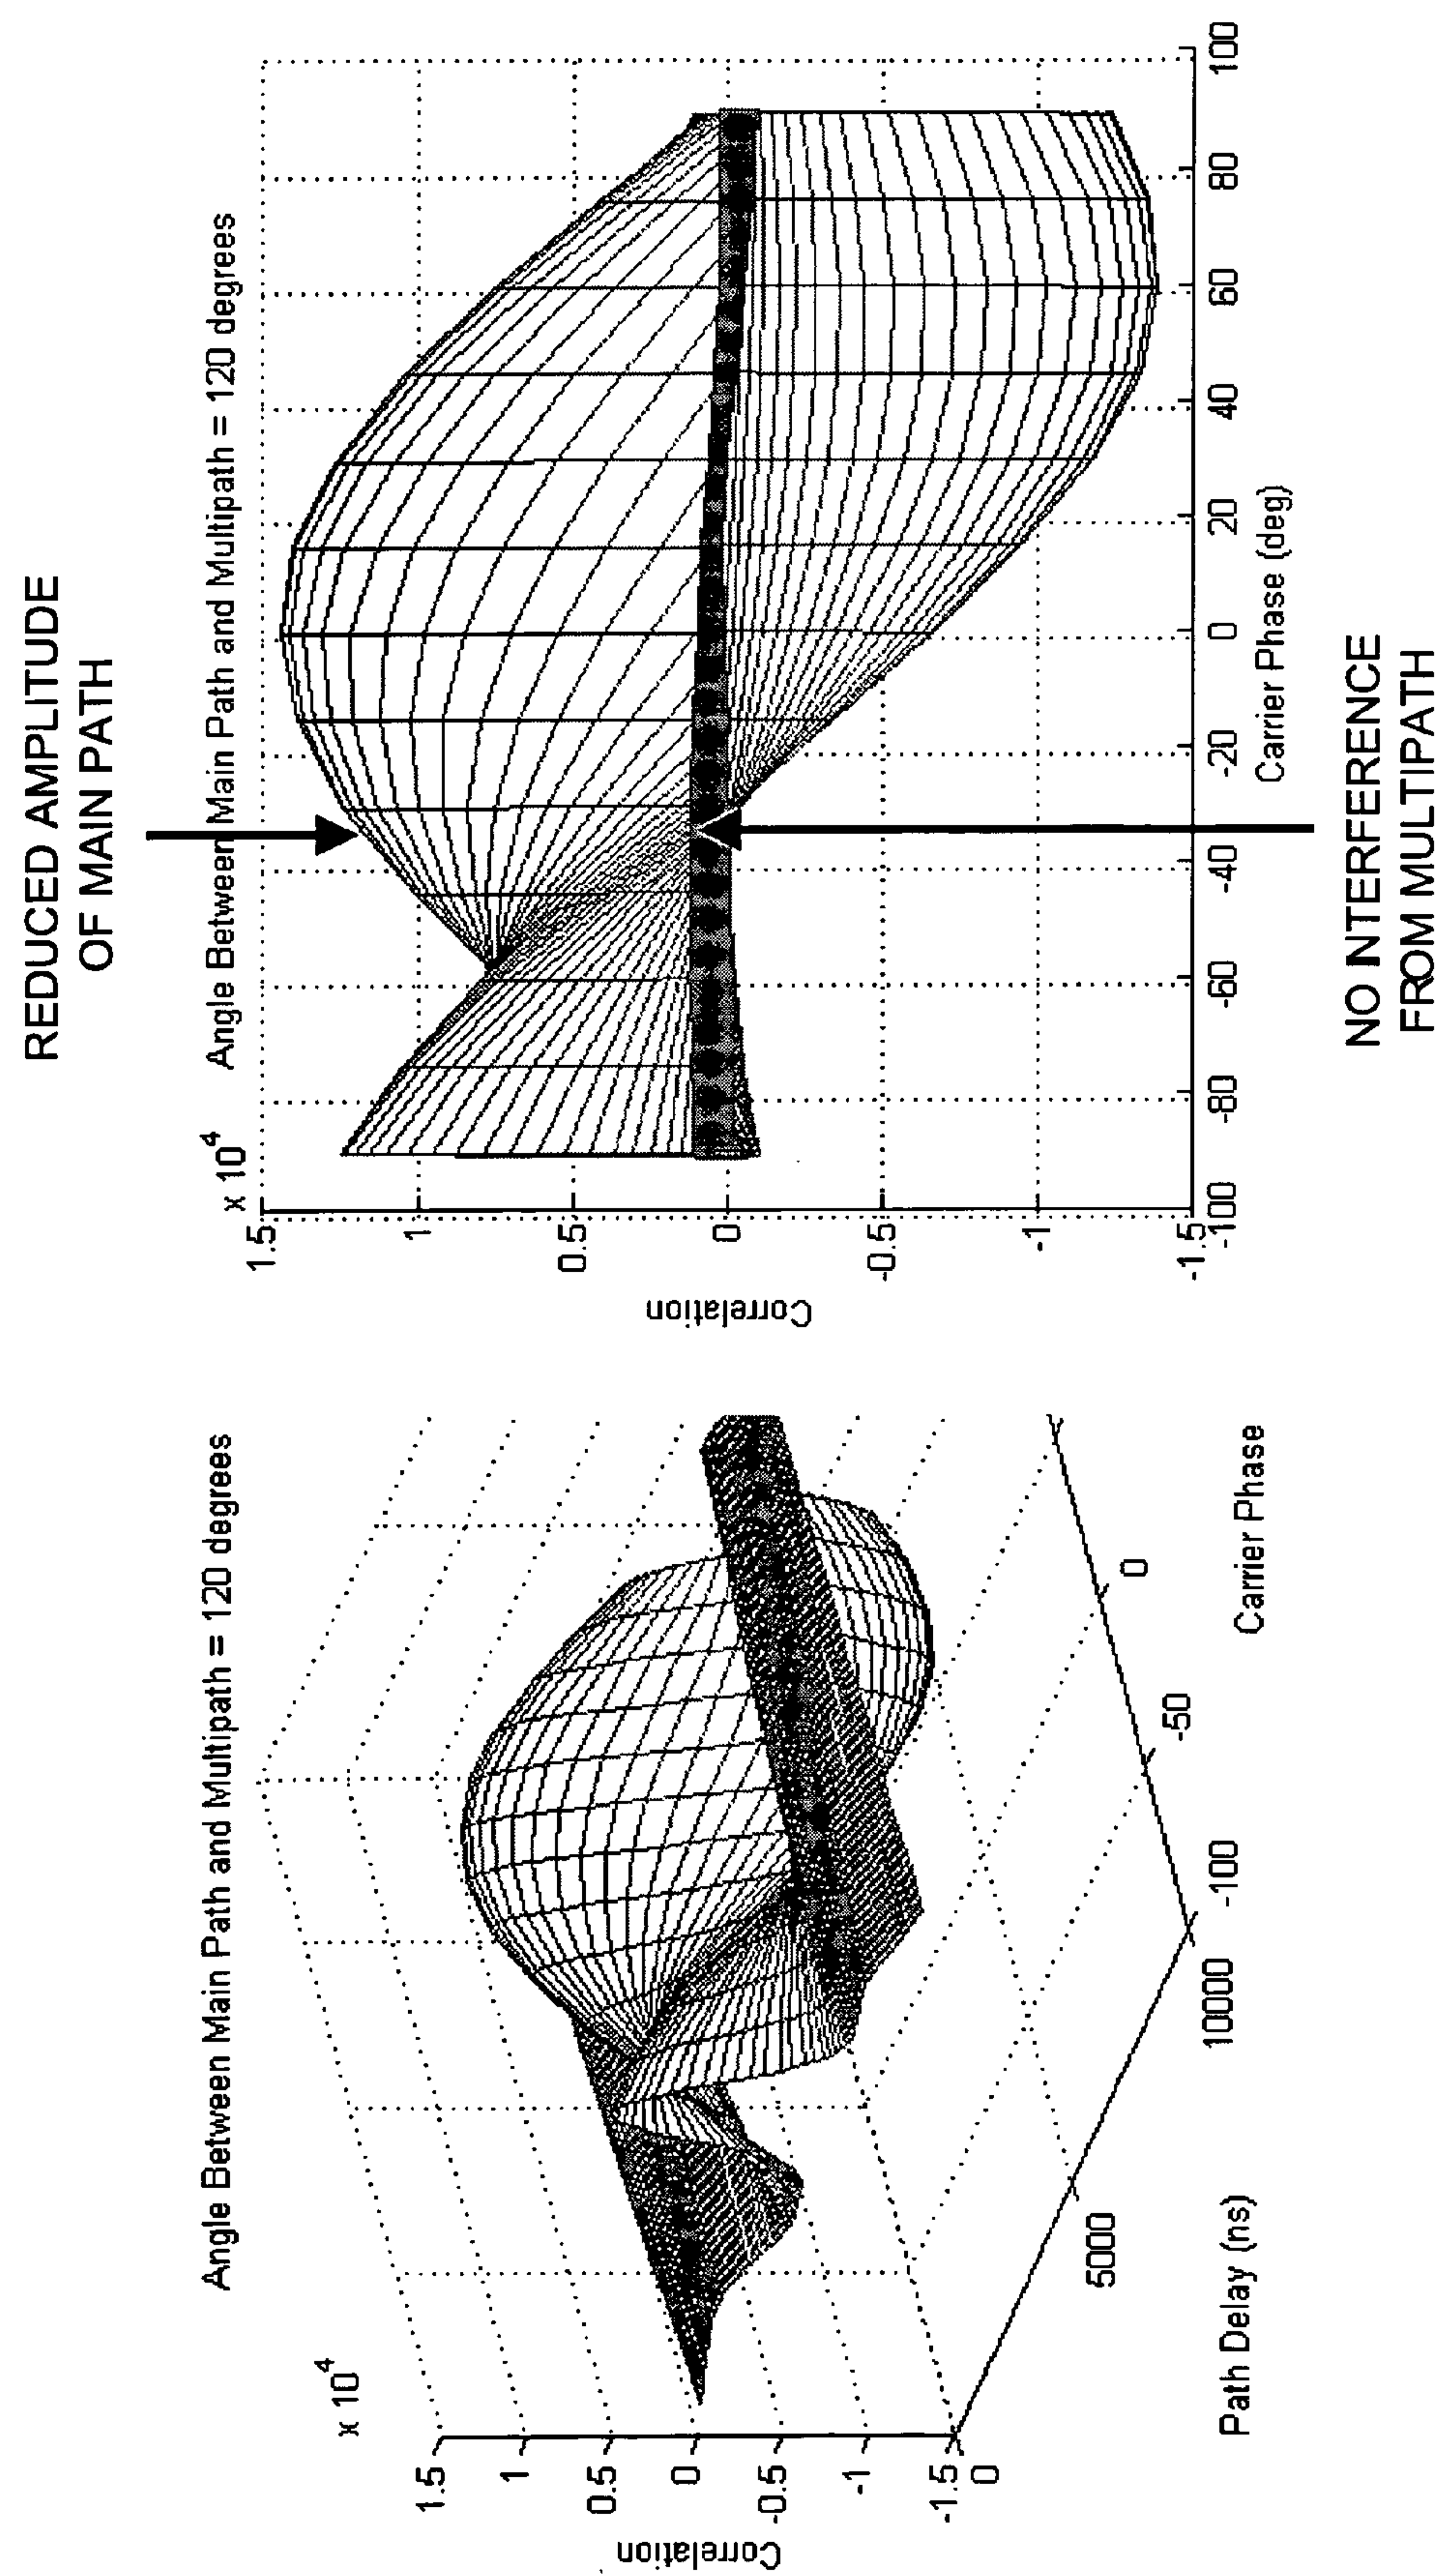 REDUCED AMPLITUDE
OF MAIN PATH
x 10^4
Angle Between Main Path and Multipath = 120 degrees
1.5
1
0.5
0
-0.5
-1
-1.5
Correlation
-100
-80
-60
-40
-20
0
20
40
60
80
100
Carrier Phase (deg)
NO INTERFERENCE
FROM MULTIPATH
Angle Between Main Path and Multipath = 120 degrees
x 10^4
1.5
1
0.5
0
-0.5
-1
-1.5
Correlation
0
5000
10000
Path Delay (ns)
-100
-50
0
Carrier Phase